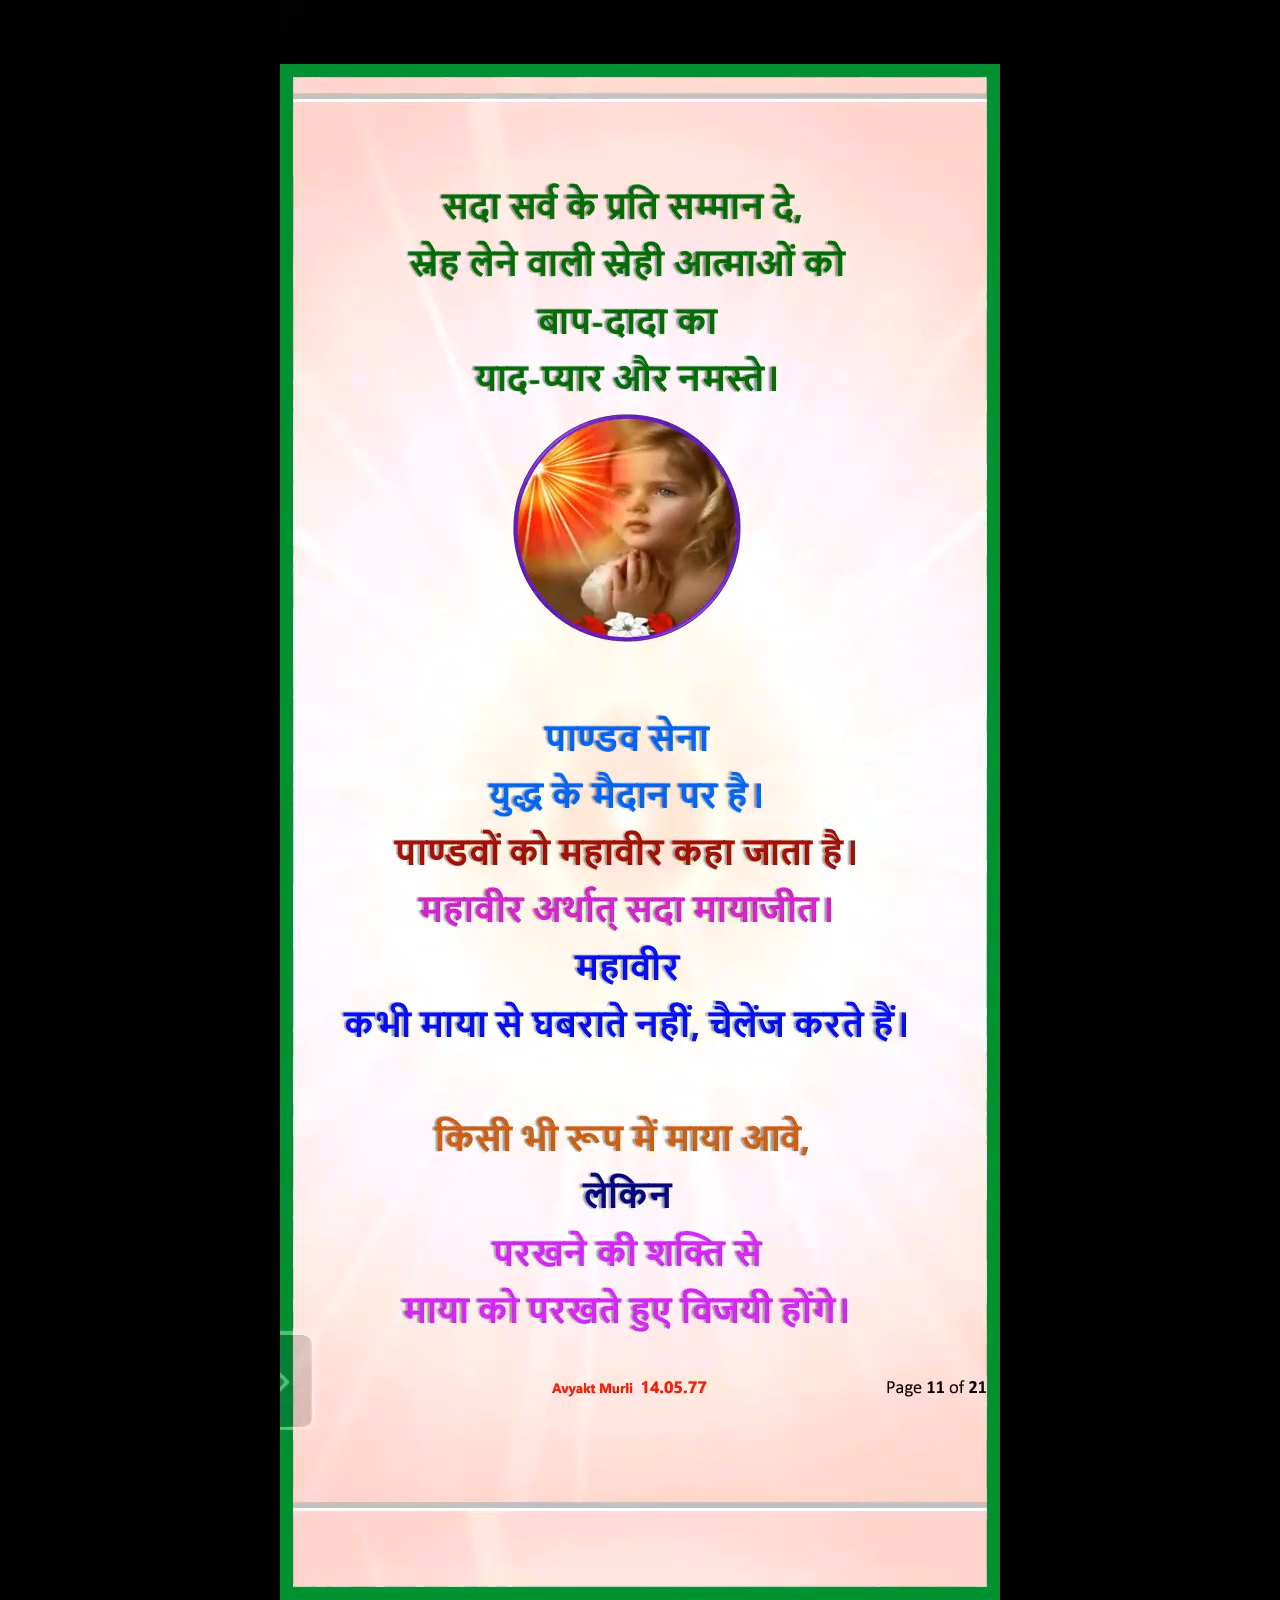 सदा सर्व के प्रति सम्मान दे,
स्नेह लेने वाली स्नेही आत्माओं को
बाप-दादा का
याद-प्यार और नमस्ते।
पाण्डव सेना
युद्ध के मैदान पर है।
पाण्डवों को महावीर कहा जाता है।
महावीर अर्थात् सदा मायाजीत।
महावीर
कभी माया से घबराते नहीं, चैलेंज करते हैं।
किसी भी रूप में माया आवे,
लेकिन
परखने की शक्ति से
माया को परखते हुए विजयी होंगे।
Avyakt Murli 14.05.77
Page 11 of 21